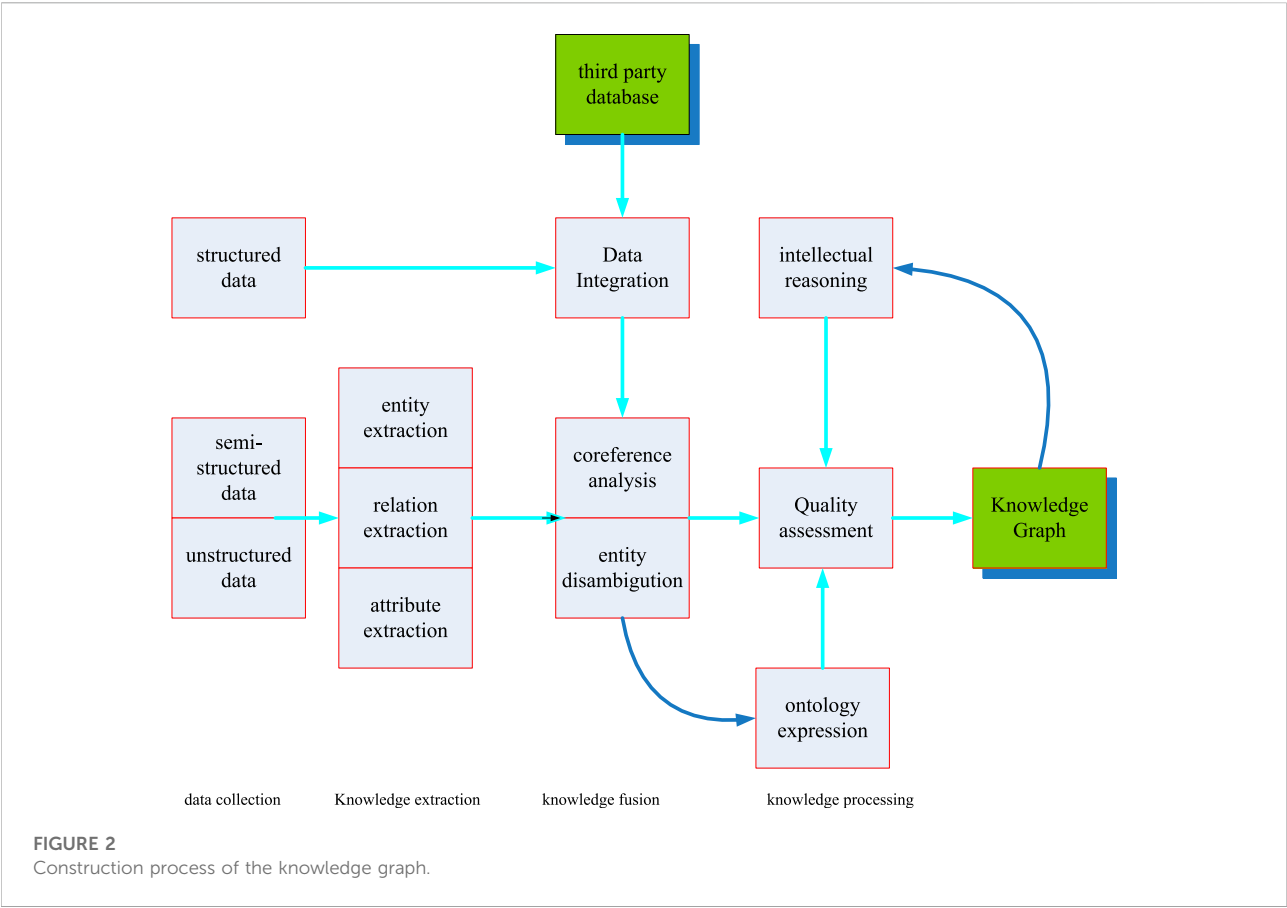 third party
database
structured
data
Data
Integration
intellectual
reasoning
entity
extraction
semi-
structured
data
coreference
analysis
relation
extraction
Quality
assessment
Knowledge
Graph
unstructured
data
entity
disambigution
attribute
extraction
ontology
expression
data collection
Knowledge extraction
knowledge fusion
knowledge processing
FIGURE 2
Construction process of the knowledge graph.